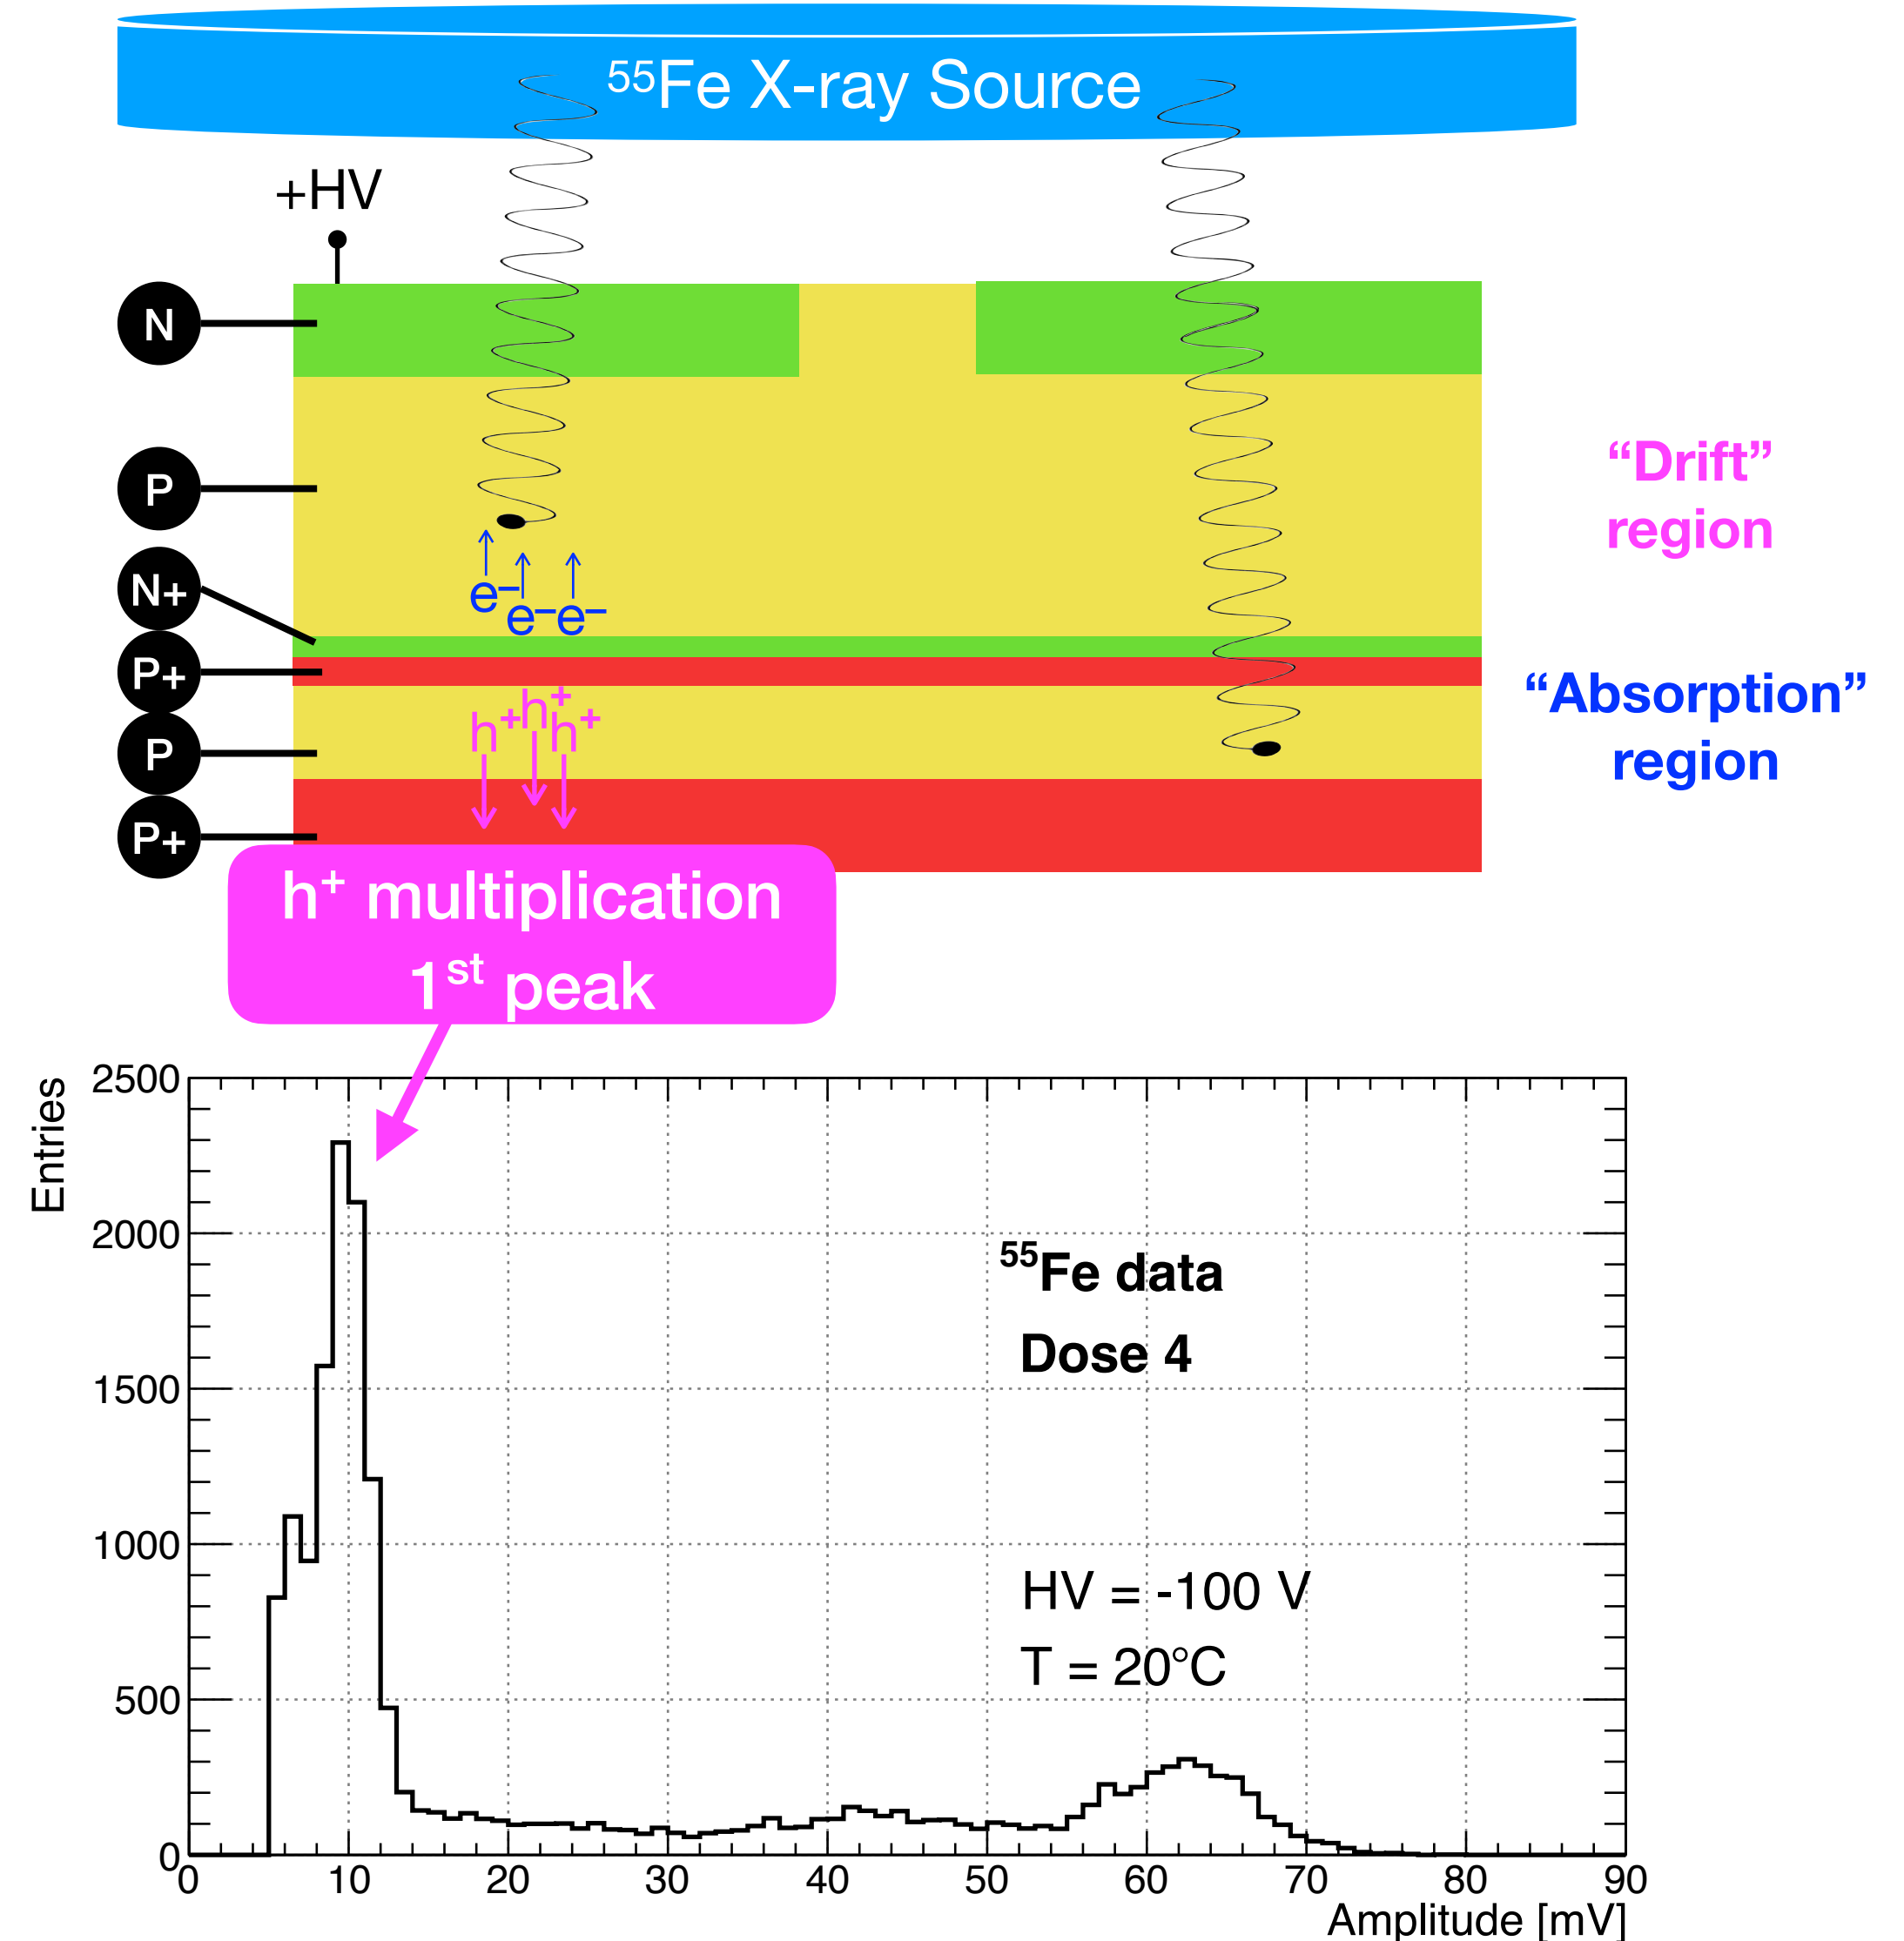 ⁵⁵Fe X-ray Source
+HV
N
P
“Drift”
region
N+
e– e– e–
P+
“Absorption”
region
h⁺ h⁺ h⁺
P
P+
h⁺ multiplication
1ˢᵗ peak
Entries
2500
2000
1500
1000
500
0
⁵⁵Fe data
Dose 4
HV = -100 V
T = 20°C
0 10 20 30 40 50 60 70 80 90
Amplitude [mV]